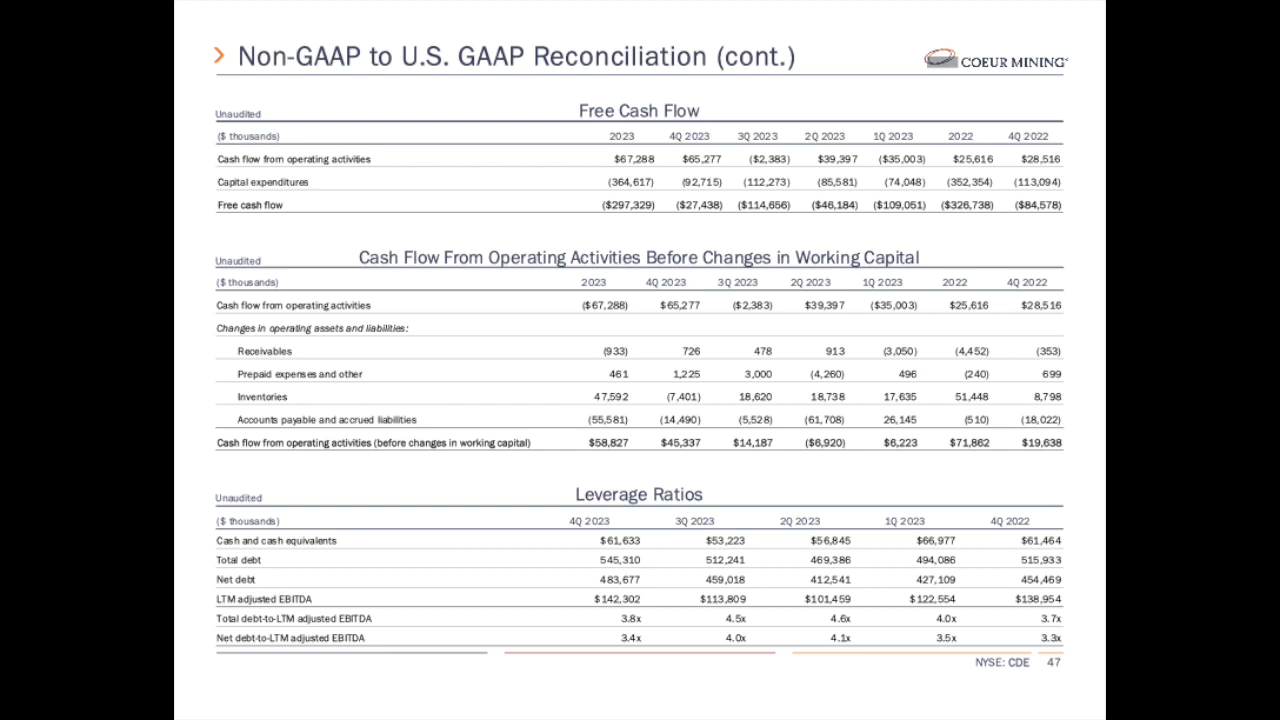 Non-GAAP to U.S. GAAP Reconciliation (cont.)
COEUR MINING
Unaudited Free Cash Flow
($ thousands) 2023 4Q 2023 3Q 2023 2Q 2023 1Q 2023 2022 4Q 2022
Cash flow from operating activities $67,288 $65,277 ($2,383) $39,397 ($35,003) $25,616 $28,516
Capital expenditures (364,617) (92,715) (112,273) (85,581) (74,048) (352,354) (113,094)
Free cash flow ($297,329) ($27,438) ($114,656) ($46,184) ($109,051) ($326,738) ($84,578)
Unaudited Cash Flow From Operating Activities Before Changes in Working Capital
($ thousands) 2023 4Q 2023 3Q 2023 2Q 2023 1Q 2023 2022 4Q 2022
Cash flow from operating activities ($67,288) $65,277 ($2,383) $39,397 ($35,003) $25,616 $28,516
Changes in operating assets and liabilities:
Receivables (933) 726 478 913 (3,050) (4,452) (353)
Prepaid expenses and other 461 1,225 3,000 (4,260) 496 (240) 699
Inventories 47,592 (7,401) 18,620 18,738 17,635 51,448 8,798
Accounts payable and accrued liabilities (55,581) (14,490) (5,528) (61,708) 26,145 (510) (18,022)
Cash flow from operating activities (before changes in working capital) $58,827 $45,337 $14,187 ($6,920) $6,223 $71,862 $19,638
Unaudited Leverage Ratios
($ thousands) 4Q 2023 3Q 2023 2Q 2023 1Q 2023 4Q 2022
Cash and cash equivalents $61,633 $53,223 $56,845 $66,977 $61,464
Total debt 545,310 512,241 469,386 494,086 515,933
Net debt 483,677 459,018 412,541 427,109 454,469
LTM adjusted EBITDA $142,302 $113,809 $101,459 $122,554 $138,954
Total debt-to-LTM adjusted EBITDA 3.8x 4.5x 4.6x 4.0x 3.7x
Net debt-to-LTM adjusted EBITDA 3.4x 4.0x 4.1x 3.5x 3.3x
NYSE: CDE 47